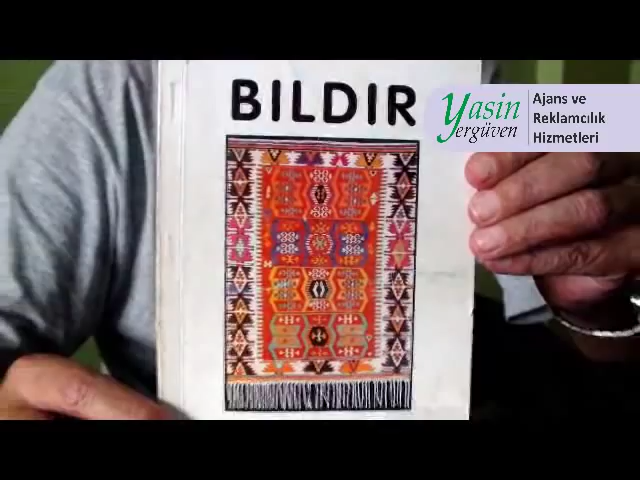 BILDIR
Yasin
Yergüven
Ajans ve
Reklamcılık
Hizmetleri